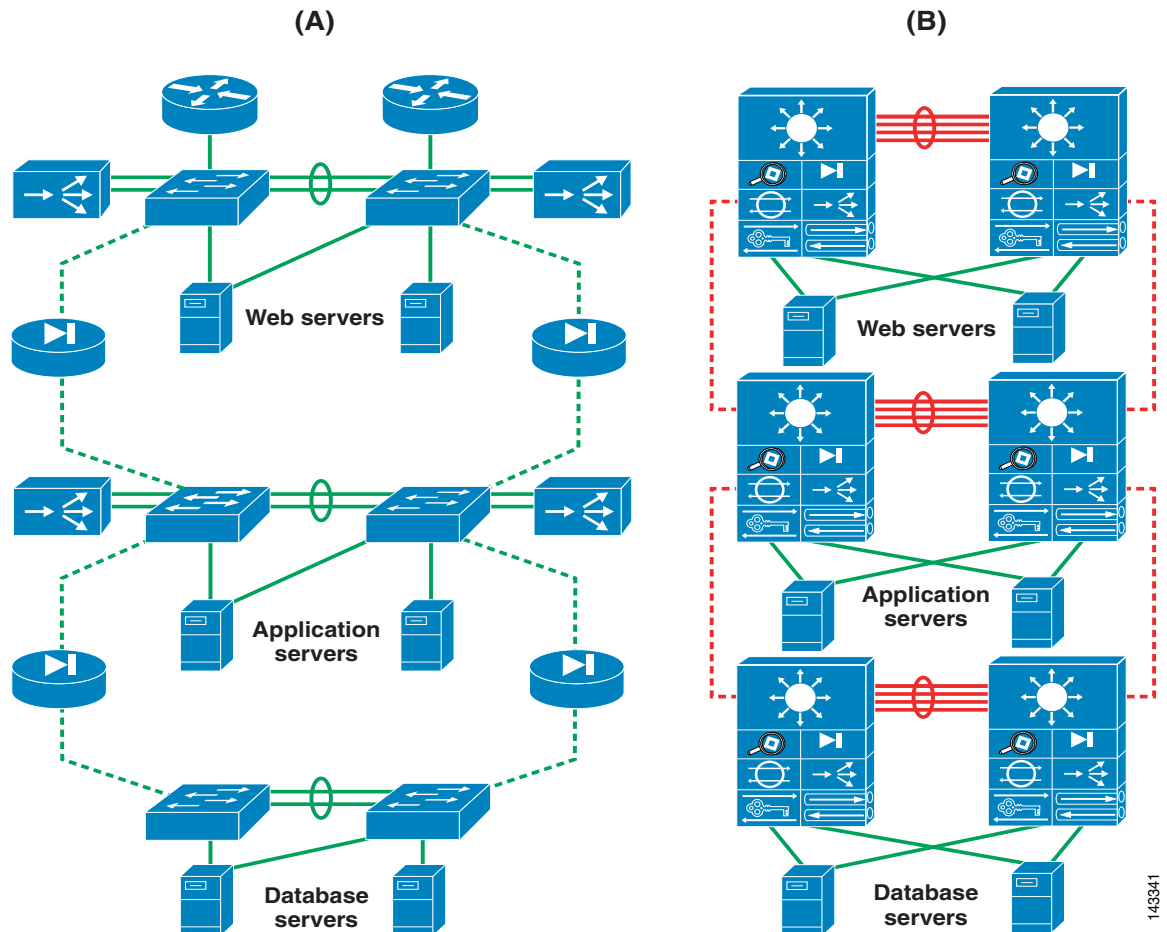 (A)
(B)
Web servers
Web servers
Application
servers
Application
servers
Database
servers
Database
servers
143341